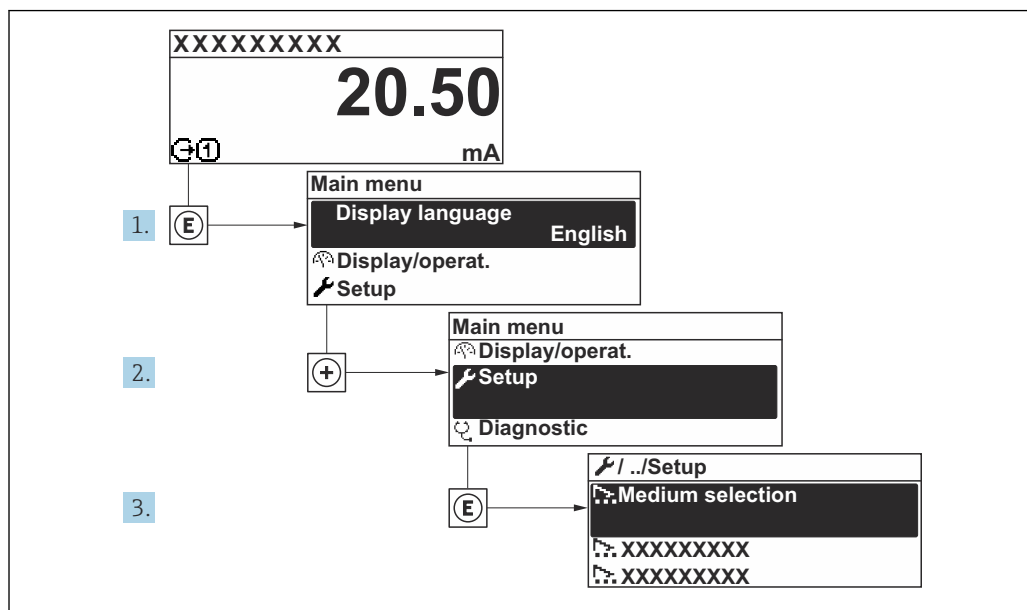 XXXXXXXXX
20.50
①
mA
Main menu
1.
E
Display language
English
Display/operat.
Setup
Main menu
Display/operat.
2.
+
Setup
Diagnostic
/ ../Setup
3.
E
Medium selection
XXXXXXXXX
XXXXXXXXX